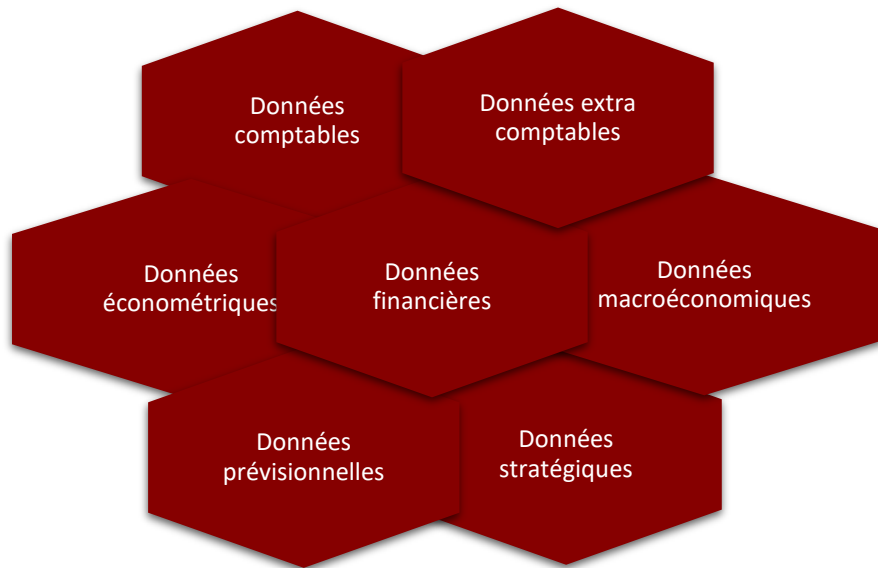 Données
comptables
Données extra
comptables
Données
économétriques
Données
financières
Données
macroéconomiques
Données
prévisionnelles
Données
stratégiques